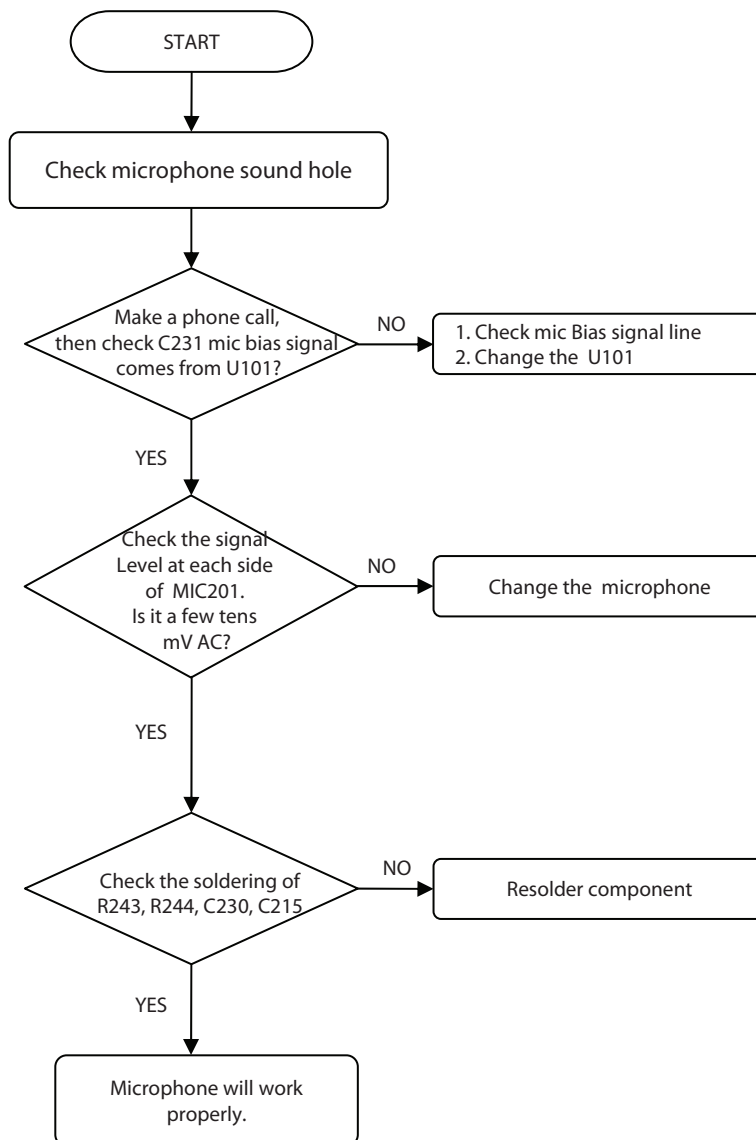 START
Check microphone sound hole
Make a phone call,
then check C231 mic bias signal
comes from U101?
NO
1. Check mic Bias signal line
2. Change the U101
YES
Check the signal
Level at each side
of MIC201.
Is it a few tens
mV AC?
NO
Change the microphone
YES
Check the soldering of
R243, R244, C230, C215
NO
Resolder component
YES
Microphone will work
properly.